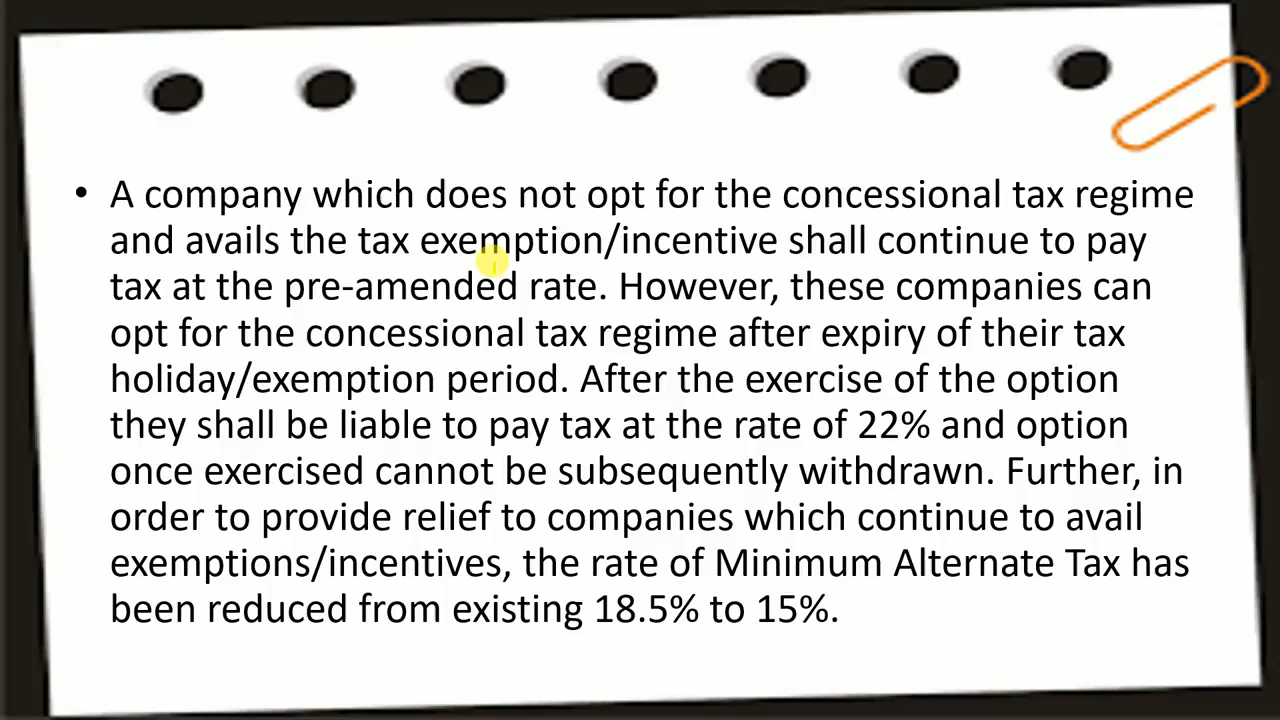 • A company which does not opt for the concessional tax regime
and avails the tax exemption/incentive shall continue to pay
tax at the pre-amended rate. However, these companies can
opt for the concessional tax regime after expiry of their tax
holiday/exemption period. After the exercise of the option
they shall be liable to pay tax at the rate of 22% and option
once exercised cannot be subsequently withdrawn. Further, in
order to provide relief to companies which continue to avail
exemptions/incentives, the rate of Minimum Alternate Tax has
been reduced from existing 18.5% to 15%.